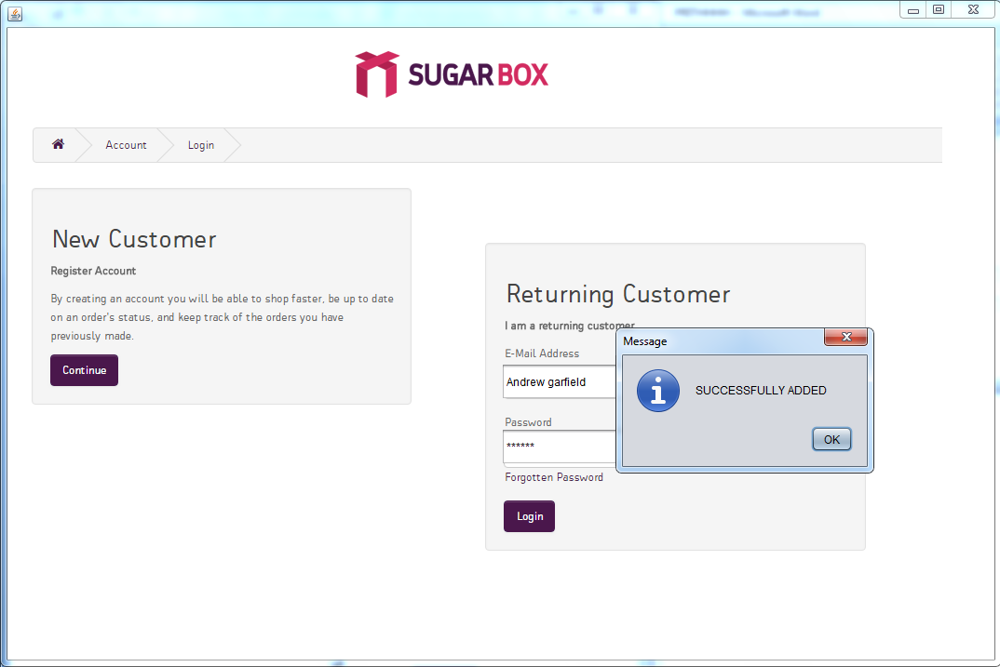 SUGAR BOX
Account
Login
New Customer
Register Account
By creating an account you will be able to shop faster, be up to date
on an order's status, and keep track of the orders you have
previously made.
Continue
Returning Customer
I am a returning customer
E-Mail Address
Andrew garfield
Password
******
Forgotten Password
Login
Message
SUCCESSFULLY ADDED
OK